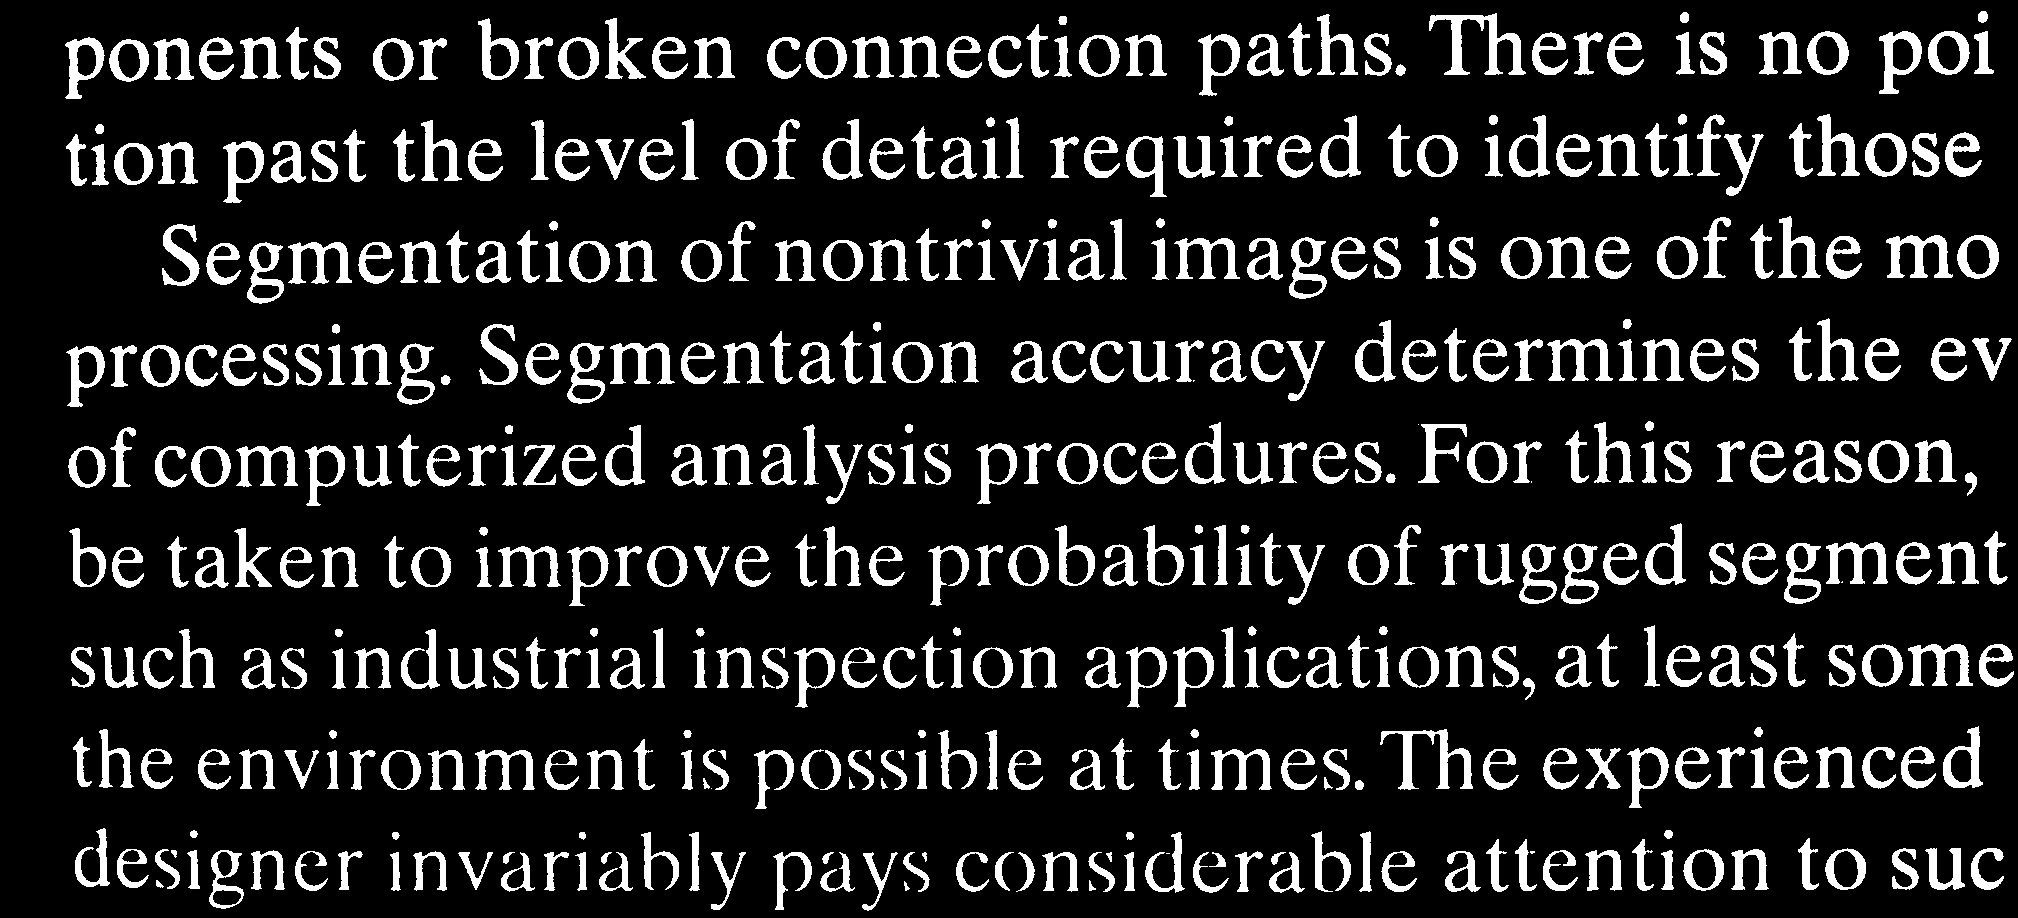 ponents or broken connection paths. There is no poi
tion past the level of detail required to identify those
Segmentation of nontrivial images is one of the mo
processing. Segmentation accuracy determines the ev
of computerized analysis procedures. For this reason,
be taken to improve the probability of rugged segment
such as industrial inspection applications, at least some
the environment is possible at times. The experienced
designer invariably pays considerable attention to suc